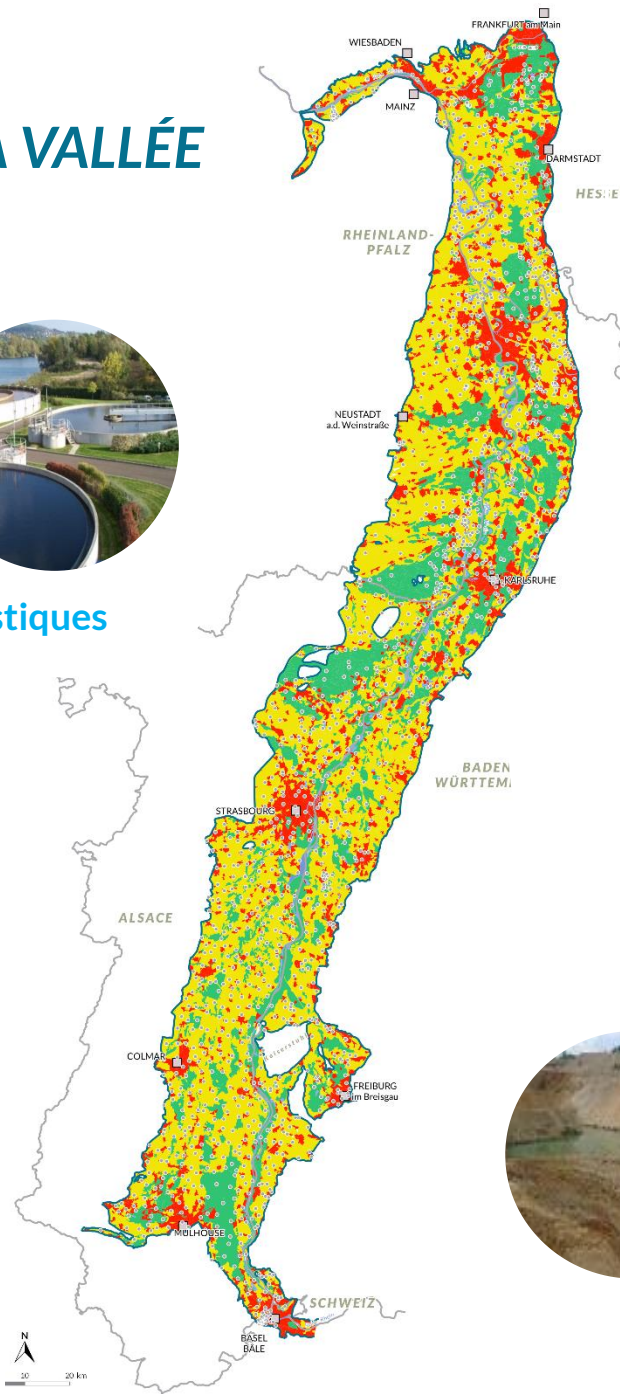 FRANKFURT am Main
WIESBADEN
MAINZ
A VALLÉE
DARMSTADT
HESSE
RHEINLAND-
PFALZ
NEUSTADT
a.d. Weinstraße
KARLSRUHE
stiques
BADEN
WÜRTTEM
STRASBOURG
ALSACE
Kaiserstuhl
COLMAR
FREIBURG
im Breisgau
MULHOUSE
SCHWEIZ
BASEL
BÂLE
N
10 20 km